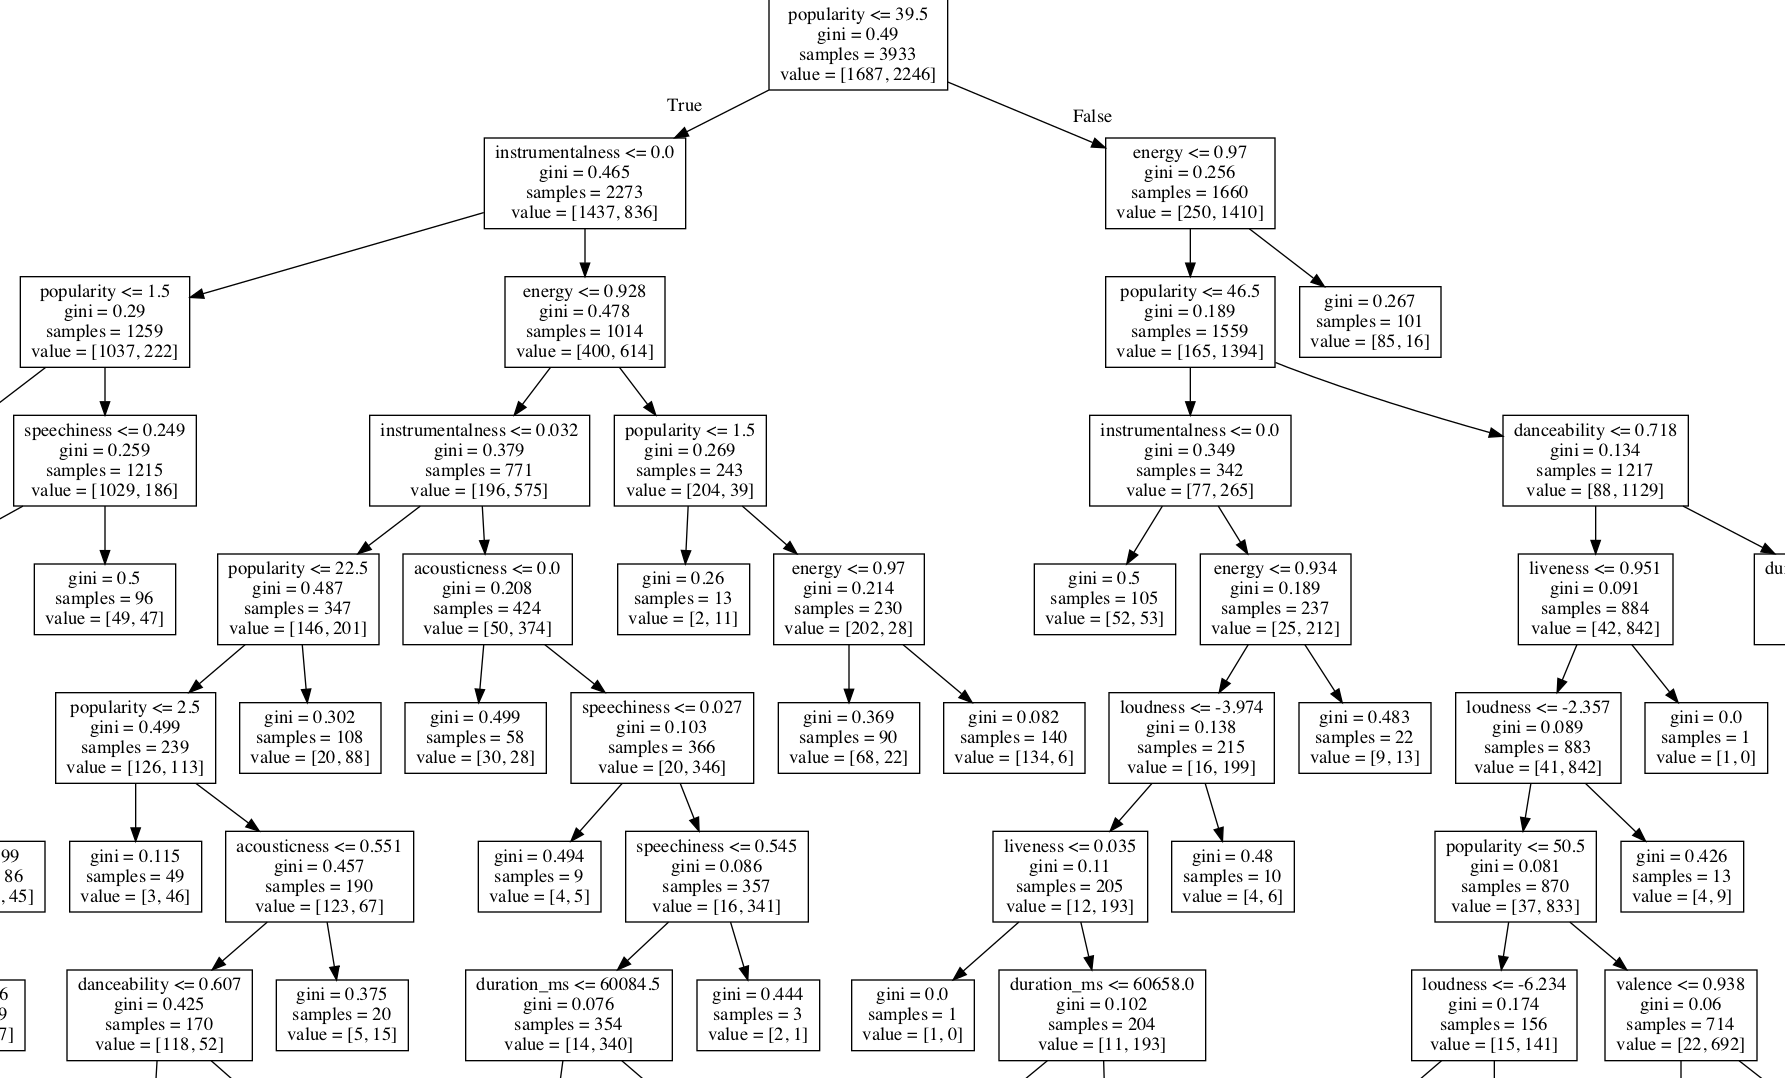 popularity <= 39.5
gini = 0.49
samples = 3933
value = [1687, 2246]
True
False
instrumentalness <= 0.0
gini = 0.465
samples = 2273
value = [1437, 836]
energy <= 0.97
gini = 0.256
samples = 1660
value = [250, 1410]
popularity <= 1.5
gini = 0.29
samples = 1259
value = [1037, 222]
energy <= 0.928
gini = 0.478
samples = 1014
value = [400, 614]
popularity <= 46.5
gini = 0.189
samples = 1559
value = [165, 1394]
gini = 0.267
samples = 101
value = [85, 16]
speechiness <= 0.249
gini = 0.259
samples = 1215
value = [1029, 186]
instrumentalness <= 0.032
gini = 0.379
samples = 771
value = [196, 575]
popularity <= 1.5
gini = 0.269
samples = 243
value = [204, 39]
instrumentalness <= 0.0
gini = 0.349
samples = 342
value = [77, 265]
danceability <= 0.718
gini = 0.134
samples = 1217
value = [88, 1129]
gini = 0.5
samples = 96
value = [49, 47]
popularity <= 22.5
gini = 0.487
samples = 347
value = [146, 201]
acousticness <= 0.0
gini = 0.208
samples = 424
value = [50, 374]
gini = 0.26
samples = 13
value = [2, 11]
energy <= 0.97
gini = 0.214
samples = 230
value = [202, 28]
gini = 0.5
samples = 105
value = [52, 53]
energy <= 0.934
gini = 0.189
samples = 237
value = [25, 212]
liveness <= 0.951
gini = 0.091
samples = 884
value = [42, 842]
popularity <= 2.5
gini = 0.499
samples = 239
value = [126, 113]
gini = 0.302
samples = 108
value = [20, 88]
gini = 0.499
samples = 58
value = [30, 28]
speechiness <= 0.027
gini = 0.103
samples = 366
value = [20, 346]
gini = 0.369
samples = 90
value = [68, 22]
gini = 0.082
samples = 140
value = [134, 6]
loudness <= -3.974
gini = 0.138
samples = 215
value = [16, 199]
gini = 0.483
samples = 22
value = [9, 13]
loudness <= -2.357
gini = 0.089
samples = 883
value = [41, 842]
gini = 0.0
samples = 1
value = [1, 0]
99
86
, 45]
gini = 0.115
samples = 49
value = [3, 46]
acousticness <= 0.551
gini = 0.457
samples = 190
value = [123, 67]
gini = 0.494
samples = 9
value = [4, 5]
speechiness <= 0.545
gini = 0.086
samples = 357
value = [16, 341]
liveness <= 0.035
gini = 0.11
samples = 205
value = [12, 193]
gini = 0.48
samples = 10
value = [4, 6]
popularity <= 50.5
gini = 0.081
samples = 870
value = [37, 833]
gini = 0.426
samples = 13
value = [4, 9]
6
9
7]
danceability <= 0.607
gini = 0.425
samples = 170
value = [118, 52]
gini = 0.375
samples = 20
value = [5, 15]
duration_ms <= 60084.5
gini = 0.076
samples = 354
value = [14, 340]
gini = 0.444
samples = 3
value = [2, 1]
gini = 0.0
samples = 1
value = [1, 0]
duration_ms <= 60658.0
gini = 0.102
samples = 204
value = [11, 193]
loudness <= -6.234
gini = 0.174
samples = 156
value = [15, 141]
valence <= 0.938
gini = 0.06
samples = 714
value = [22, 692]